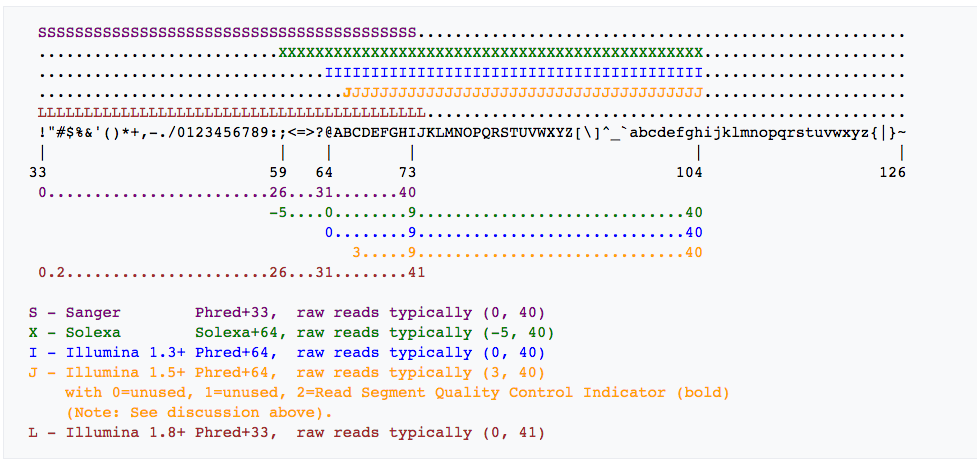 SSSSSSSSSSSSSSSSSSSSSSSSSSSSSSSSSSSSSSSSS.....................................................
..........................XXXXXXXXXXXXXXXXXXXXXXXXXXXXXXXXXXXXXXXXXXXXXX......................
...............................IIIIIIIIIIIIIIIIIIIIIIIIIIIIIIIIIIIIIIIII......................
.................................JJJJJJJJJJJJJJJJJJJJJJJJJJJJJJJJJJJJJJJ......................
LLLLLLLLLLLLLLLLLLLLLLLLLLLLLLLLLLLLLLLLLL....................................................
!"#$%&'()*+,-./0123456789:;<=>?@ABCDEFGHIJKLMNOPQRSTUVWXYZ[\]^_`abcdefghijklmnopqrstuvwxyz{|}~
| | | | | |
33 59 64 73 104 126
0........................26...31.......40
-5....0........9.............................40
0........9.............................40
3.....9.............................40
0.2......................26...31........41
S - Sanger Phred+33, raw reads typically (0, 40)
X - Solexa Solexa+64, raw reads typically (-5, 40)
I - Illumina 1.3+ Phred+64, raw reads typically (0, 40)
J - Illumina 1.5+ Phred+64, raw reads typically (3, 40)
with 0=unused, 1=unused, 2=Read Segment Quality Control Indicator (bold)
(Note: See discussion above).
L - Illumina 1.8+ Phred+33, raw reads typically (0, 41)